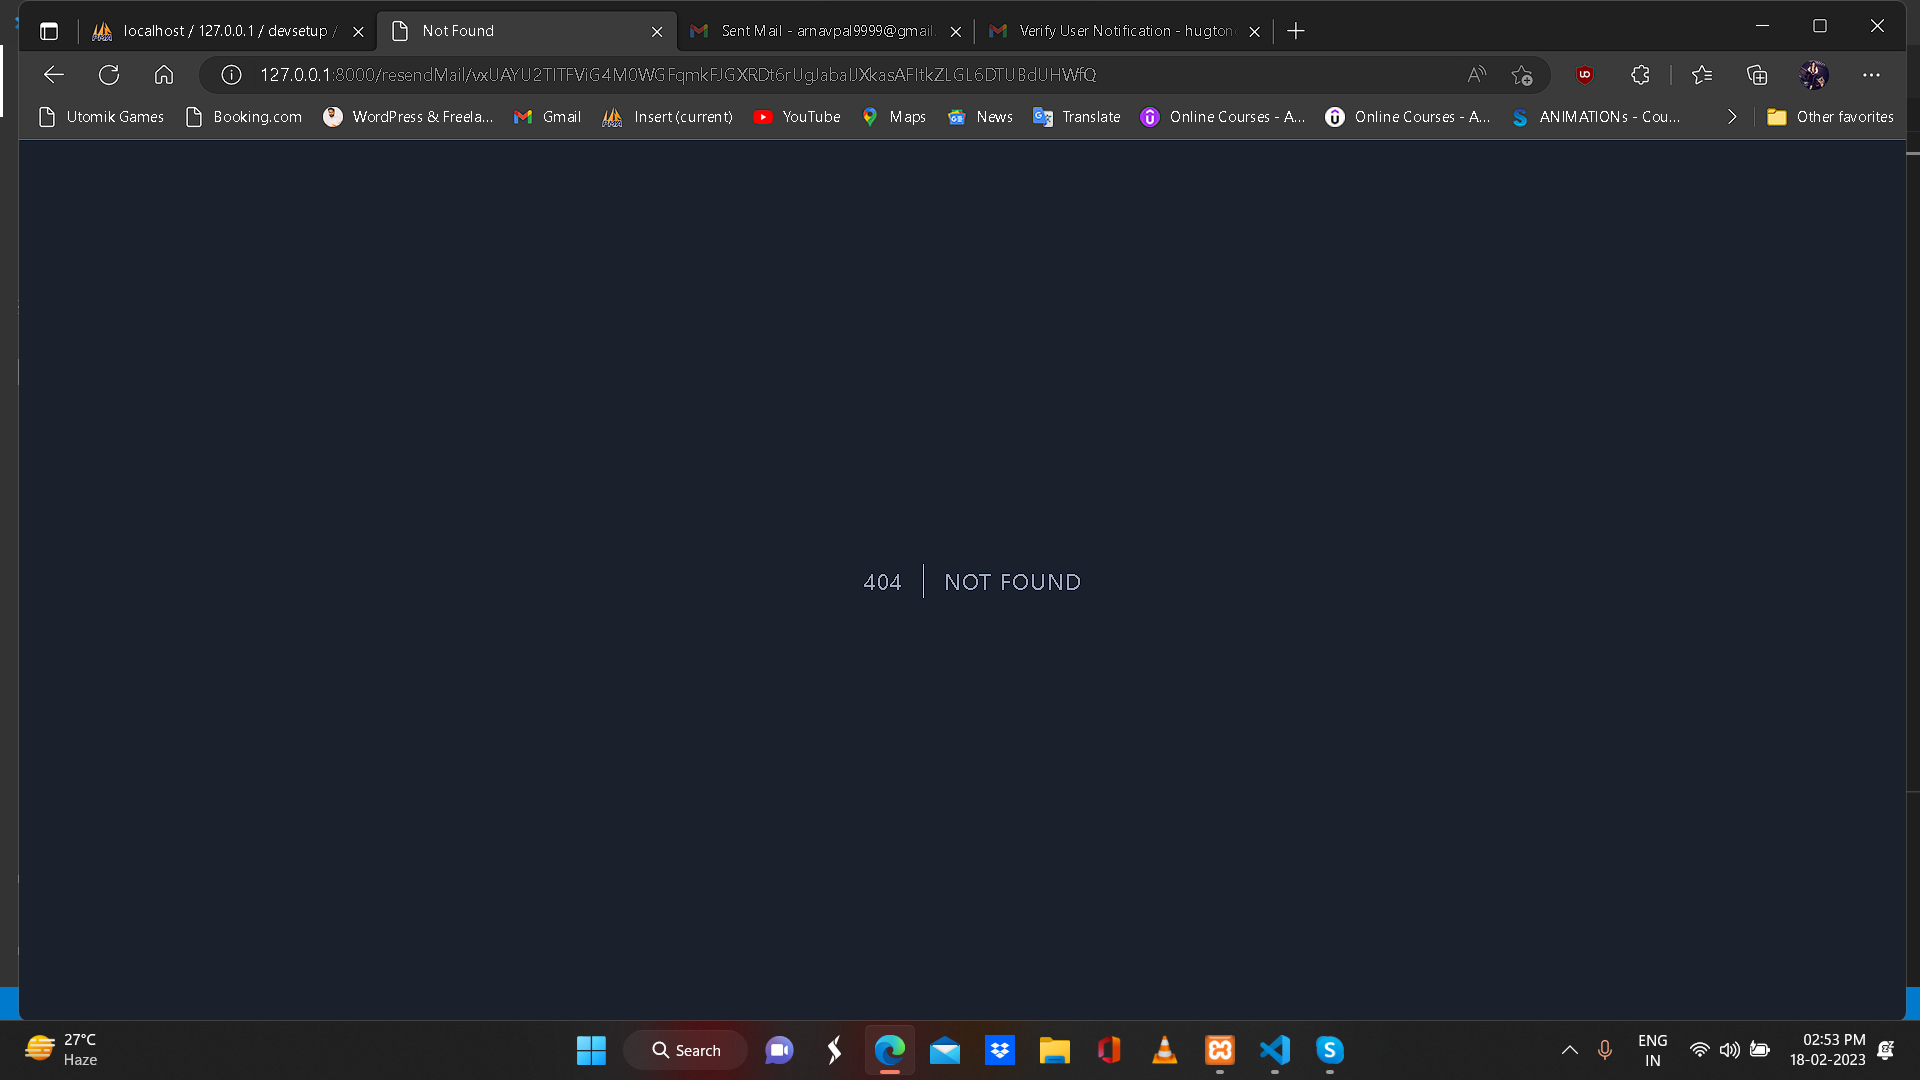 localhost / 127.0.0.1 / devsetup /
Not Found
Sent Mail - arnavpal9999@gmail.
Verify User Notification - hugton
127.0.0.1:8000/resendMail/
Utomik Games
Booking.com
WordPress & Freela...
Gmail
Insert (current)
YouTube
Maps
News
Translate
Online Courses - A...
Online Courses - A...
ANIMATIONs - Cou...
Other favorites
404
NOT FOUND
27°C
Haze
Search
ENG
IN
02:53 PM
18-02-2023